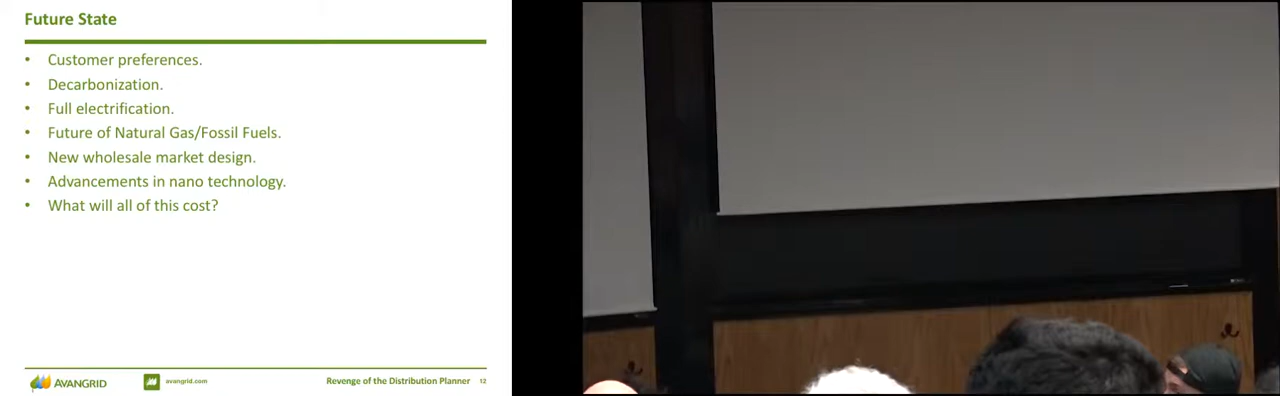 Future State
• Customer preferences.
• Decarbonization.
• Full electrification.
• Future of Natural Gas/Fossil Fuels.
• New wholesale market design.
• Advancements in nano technology.
• What will all of this cost?
AVANGRID avangrid.com Revenge of the Distribution Planner 12